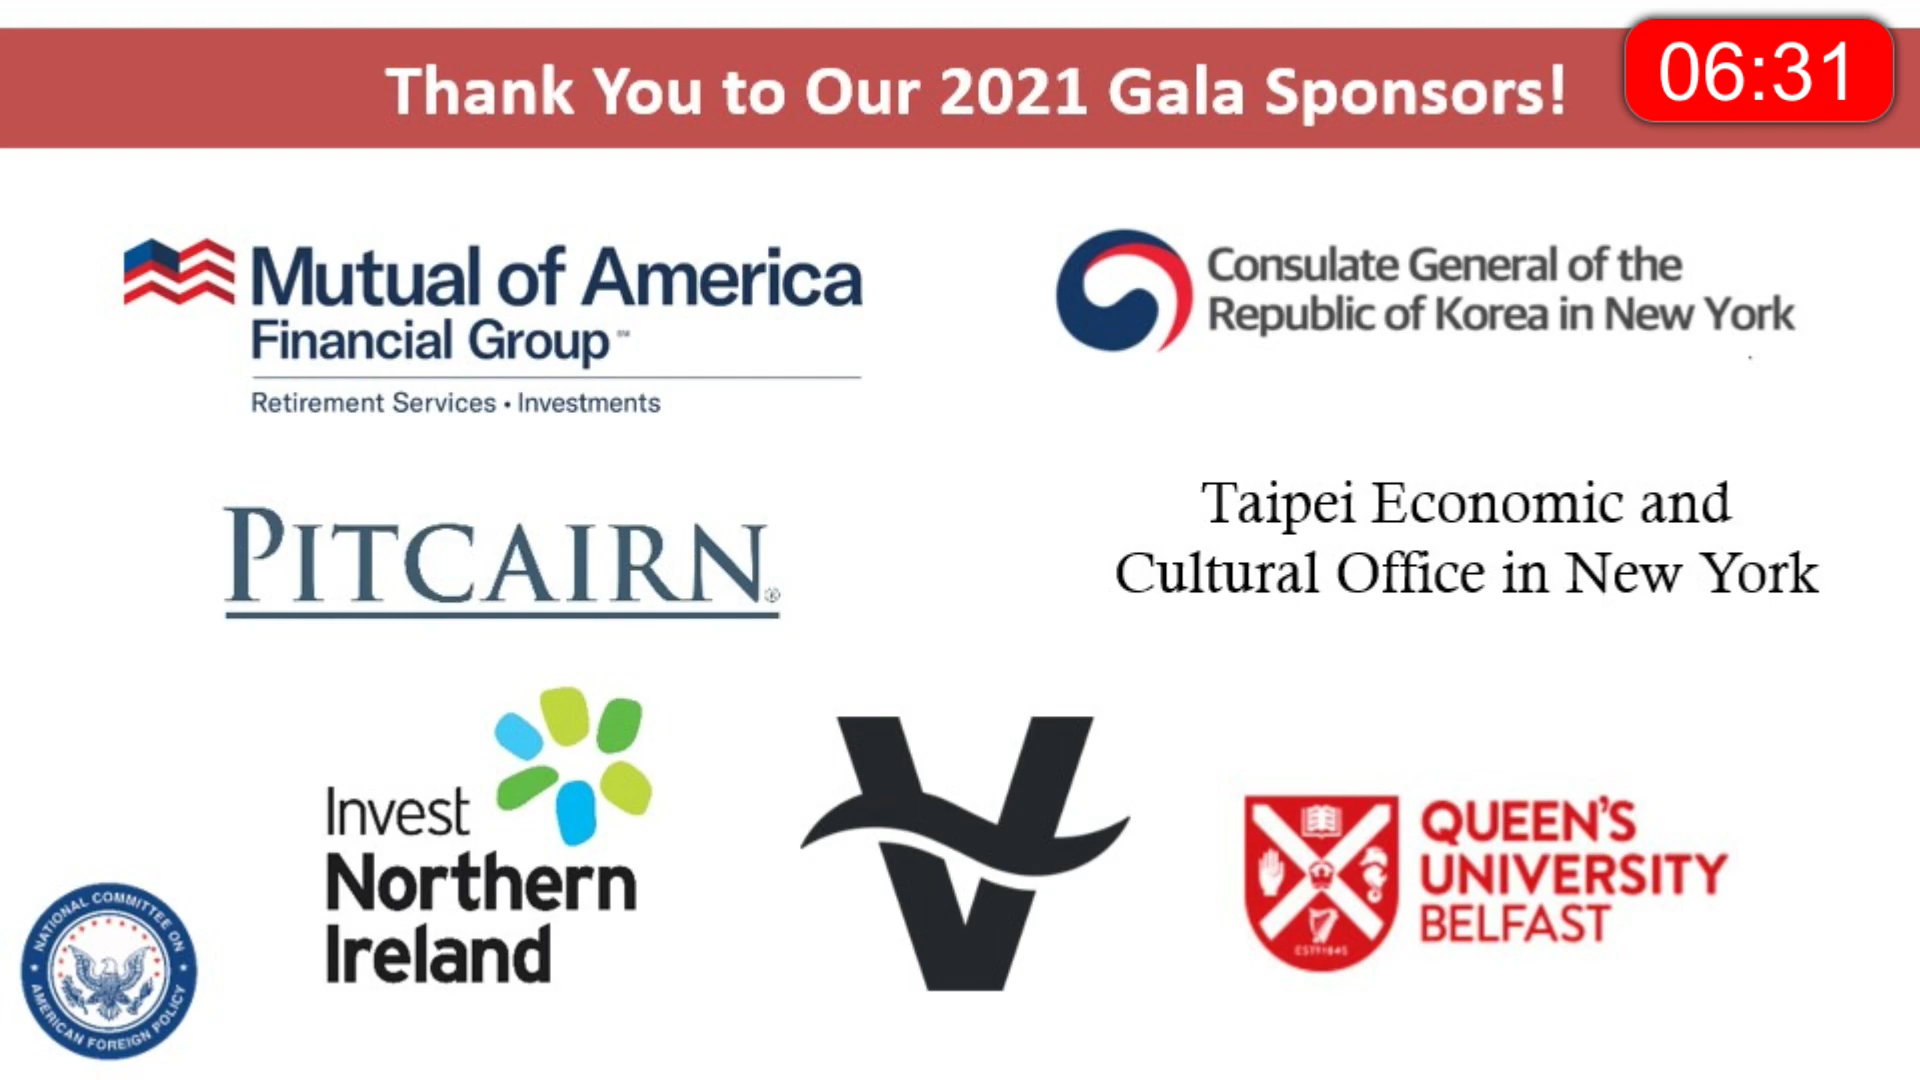 Thank You to Our 2021 Gala Sponsors!
06:31
Mutual of America
Financial Group℠
Retirement Services • Investments
Consulate General of the
Republic of Korea in New York
PITCAIRN®
Taipei Economic and
Cultural Office in New York
Invest
Northern
Ireland
V
QUEEN'S
UNIVERSITY
BELFAST
ESTD1845
NATIONAL COMMITTEE ON
AMERICAN FOREIGN POLICY